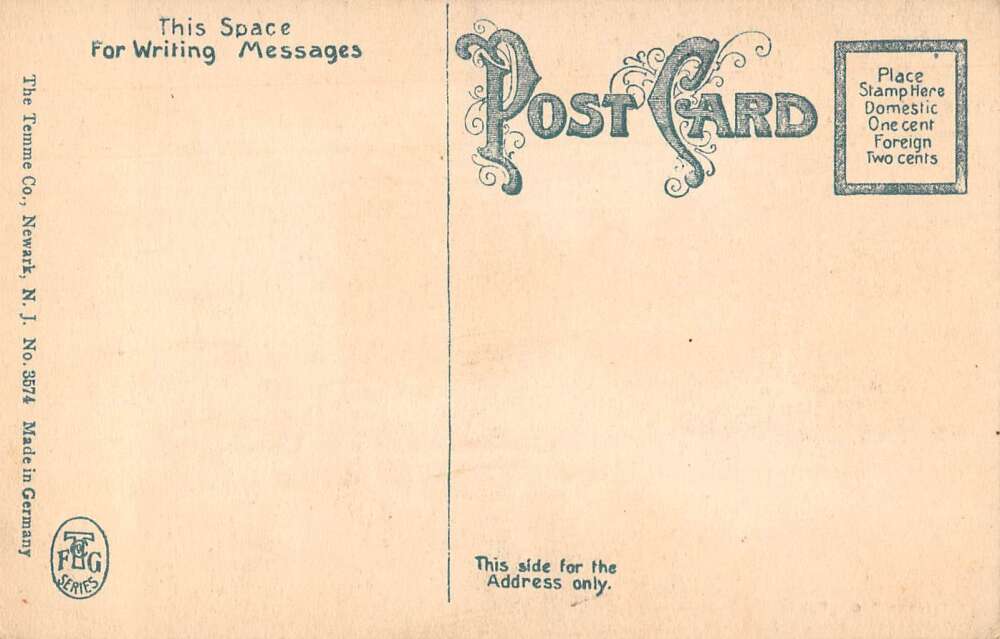 This Space
For Writing Messages
POST CARD
Place
Stamp Here
Domestic
One cent
Foreign
Two cents
The Temme Co., Newark, N. J. No. 3574 Made in Germany
F G
SERIES
This side for the
Address only.